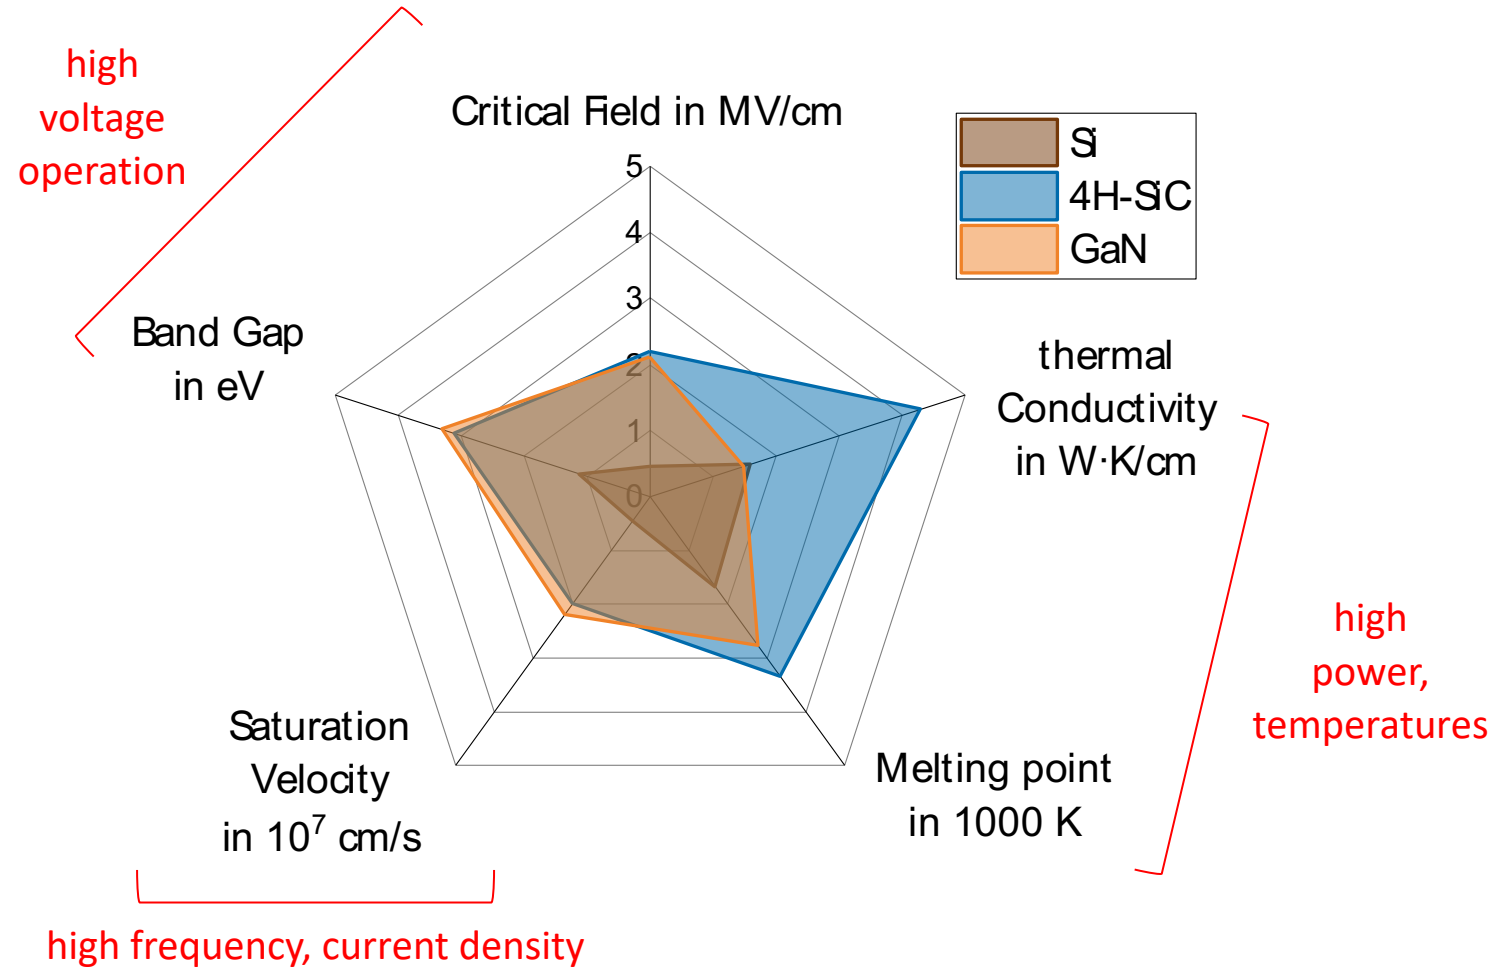 high
voltage
operation
Critical Field in MV/cm
Si
4H-SiC
GaN
5
4
3
2
1
0
Band Gap
in eV
thermal
Conductivity
in W·K/cm
high
power,
temperatures
Saturation
Velocity
in 10⁷ cm/s
Melting point
in 1000 K
high frequency, current density